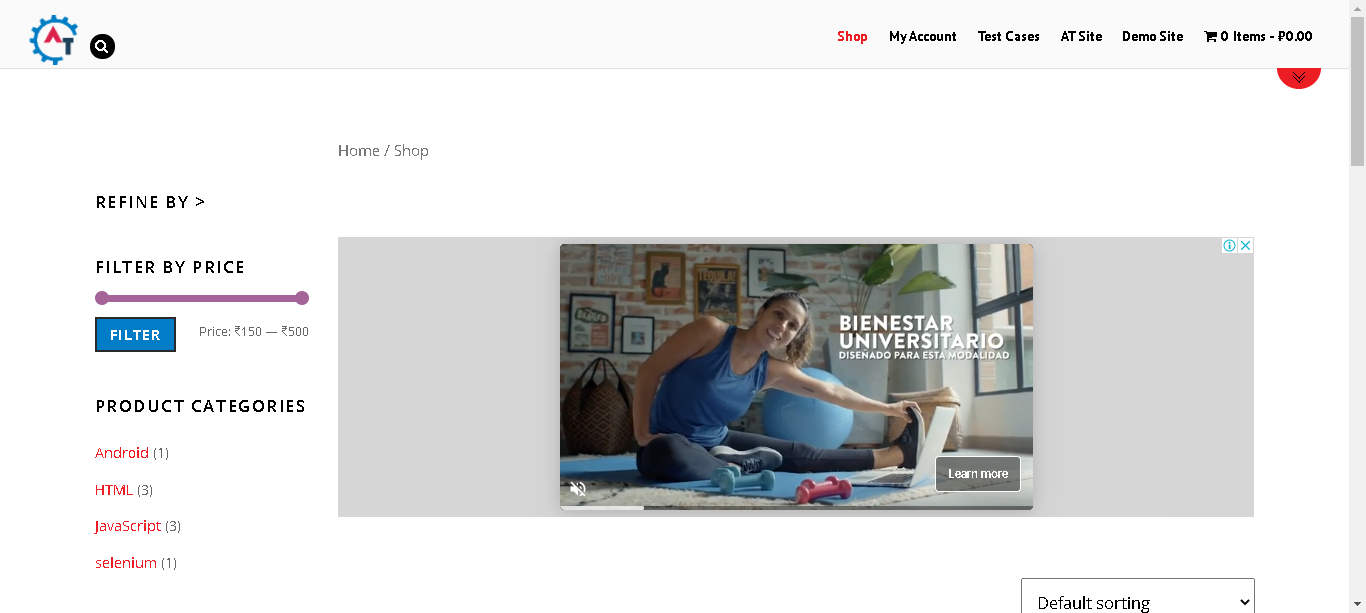 AT
Shop
My Account
Test Cases
AT Site
Demo Site
0 Items - ₽0.00
Home / Shop
REFINE BY >
FILTER BY PRICE
FILTER
Price: ₹150 — ₹500
PRODUCT CATEGORIES
Android (1)
HTML (3)
JavaScript (3)
selenium (1)
TEQUILA!
BIENESTAR
UNIVERSITARIO
DISEÑADO PARA ESTA MODALIDAD
Learn more
Default sorting